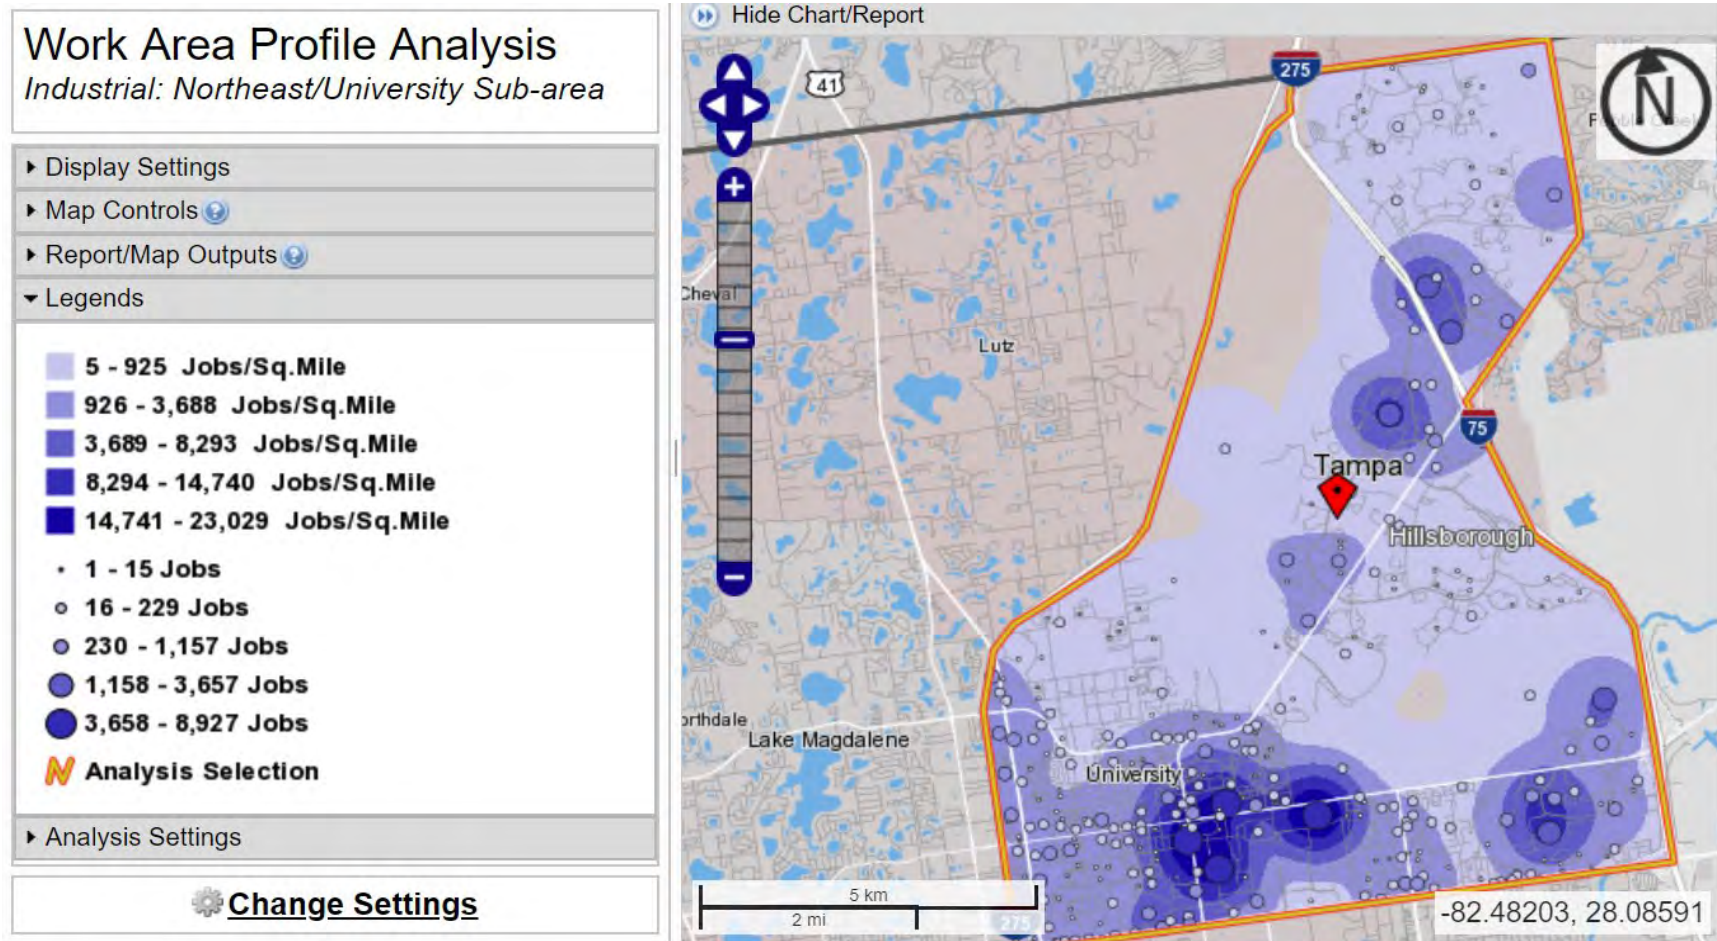 Work Area Profile Analysis
Industrial: Northeast/University Sub-area
Display Settings
Map Controls ?
Report/Map Outputs ?
Legends
5 - 925 Jobs/Sq.Mile
926 - 3,688 Jobs/Sq.Mile
3,689 - 8,293 Jobs/Sq.Mile
8,294 - 14,740 Jobs/Sq.Mile
14,741 - 23,029 Jobs/Sq.Mile
1 - 15 Jobs
16 - 229 Jobs
230 - 1,157 Jobs
1,158 - 3,657 Jobs
3,658 - 8,927 Jobs
Analysis Selection
Analysis Settings
Change Settings
Hide Chart/Report
275
41
N
Cheval
Lutz
75
Tampa
Hillsborough
orthdale
Lake Magdalene
University
5 km
2 mi
275
-82.48203, 28.08591